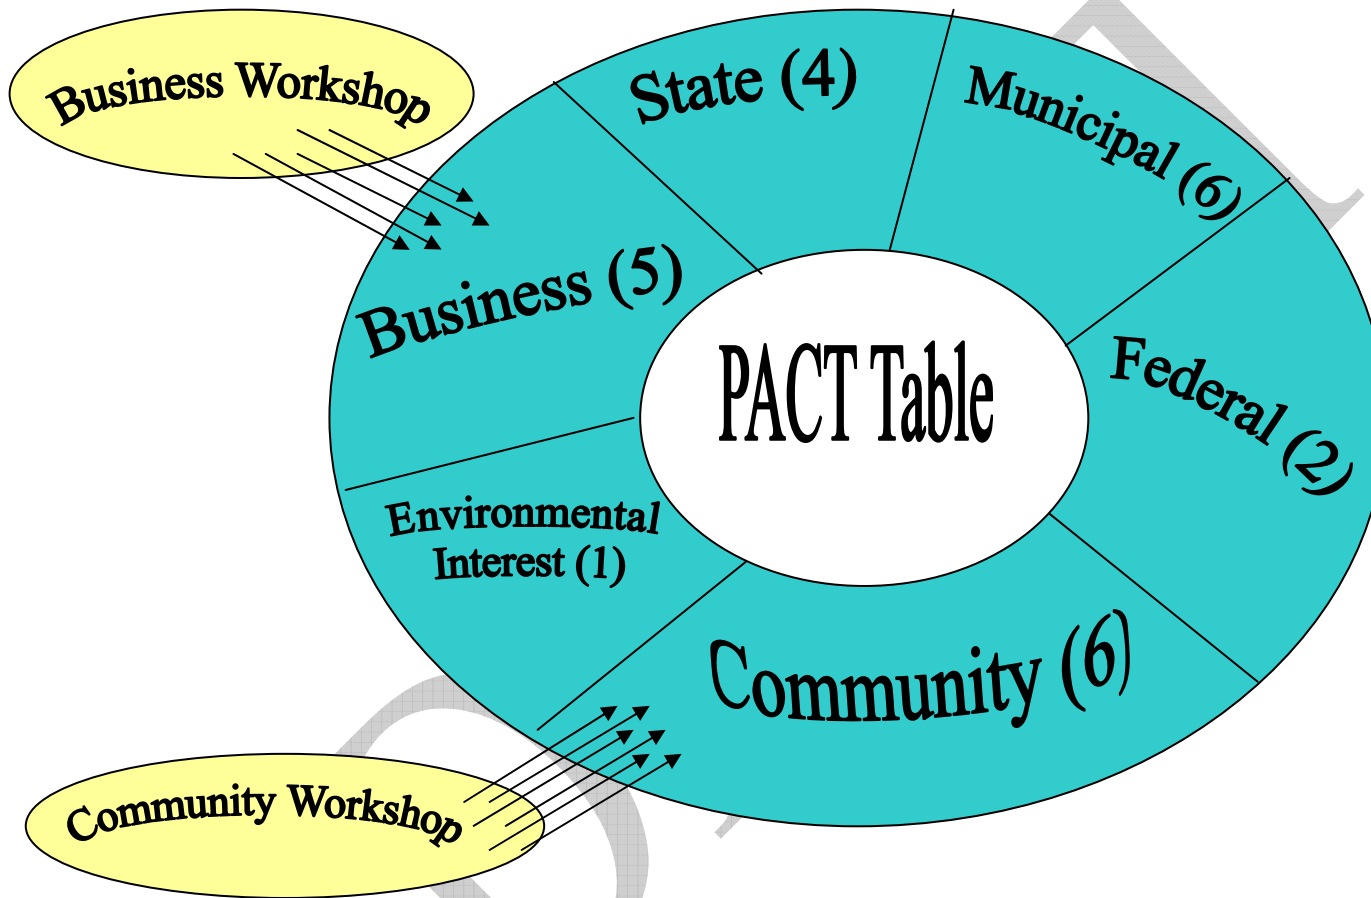 Business Workshop
State (4)
Municipal (6)
Business (5)
PACT Table
Federal (2)
Environmental
Interest (1)
Community (6)
Community Workshop